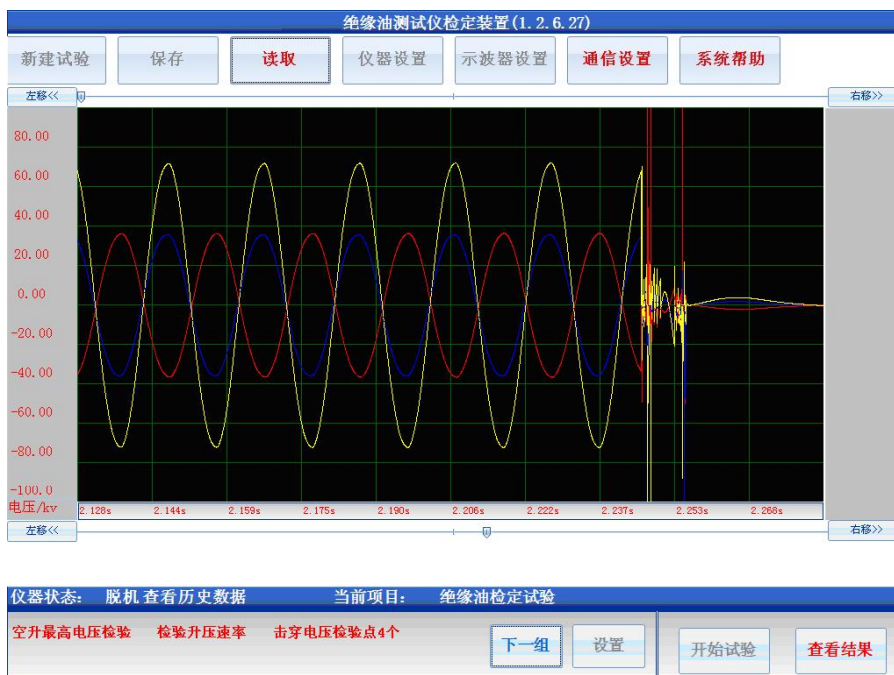 绝缘油测试仪检定装置(1.2.6.27)
新建试验 保存 读取 仪器设置 示波器设置 通信设置 系统帮助
左移<< 右移>>
80.00
60.00
40.00
20.00
0.00
-20.00
-40.00
-60.00
-80.00
-100.0
电压/kv 2.128s 2.144s 2.159s 2.175s 2.190s 2.206s 2.222s 2.237s 2.253s 2.268s
左移<< 右移>>
仪器状态: 脱机 查看历史数据 当前项目: 绝缘油检定试验
空升最高电压检验 检验升压速率 击穿电压检验点4个 下一组 设置 开始试验 查看结果